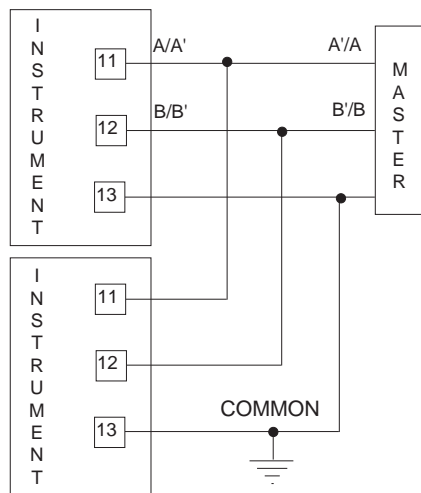 INSTRUMENT
11
A/A'
A'/A
12
B/B'
B'/B
13
MASTER
INSTRUMENT
11
12
13
COMMON